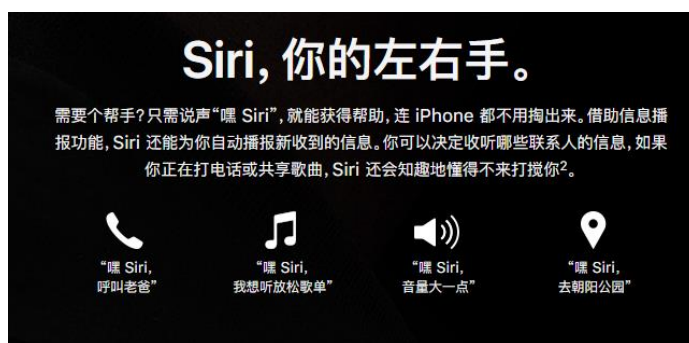 Siri，你的左右手。
需要个帮手？只需说声“嘿 Siri”，就能获得帮助，连 iPhone 都不用掏出来。借助信息播
报功能，Siri 还能为你自动播报新收到的信息。你可以决定收听哪些联系人的信息，如果
你正在打电话或共享歌曲，Siri 还会知趣地懂得不来打搅你²。
“嘿 Siri，
呼叫老爸”
“嘿 Siri，
我想听放松歌单”
“嘿 Siri，
音量大一点”
“嘿 Siri，
去朝阳公园”